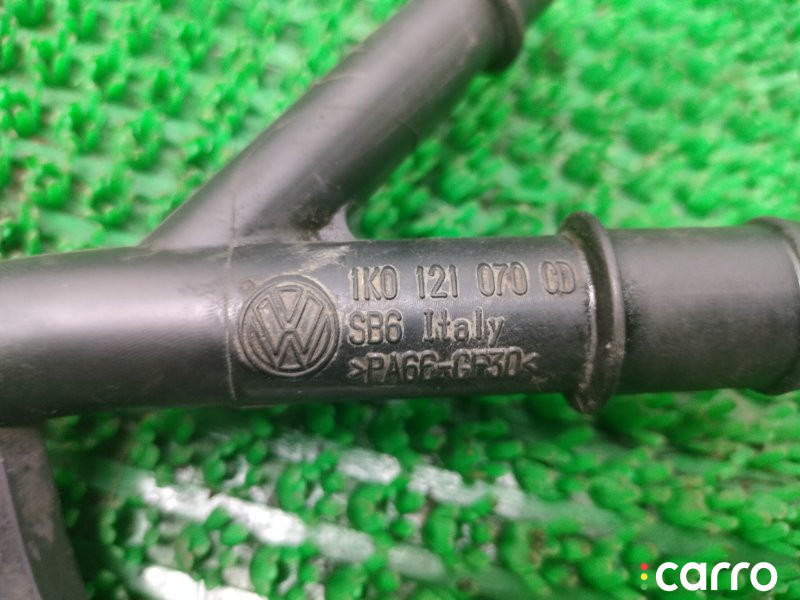 1K0 121 070 CD
SB6 Italy
>PA66-GF30<
carro